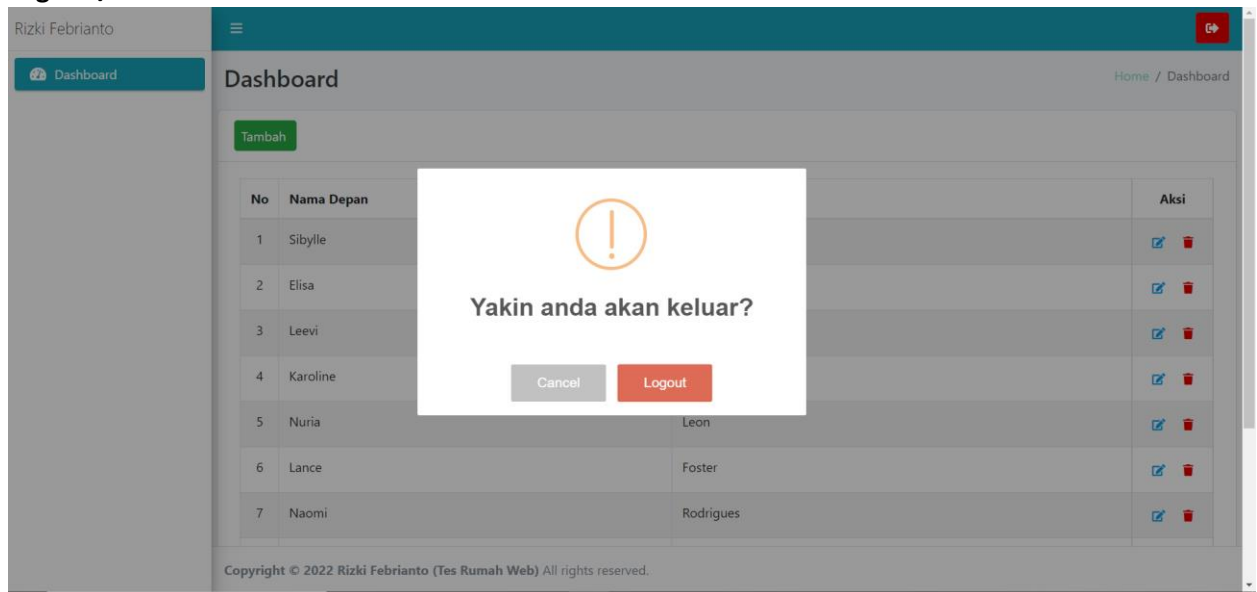 Rizki Febrianto
Dashboard
Dashboard
Home / Dashboard
Tambah
No Nama Depan Aksi
1 Sibylle
2 Elisa
3 Leevi
4 Karoline
5 Nuria Leon
6 Lance Foster
7 Naomi Rodrigues
Yakin anda akan keluar?
Cancel Logout
Copyright © 2022 Rizki Febrianto (Tes Rumah Web) All rights reserved.